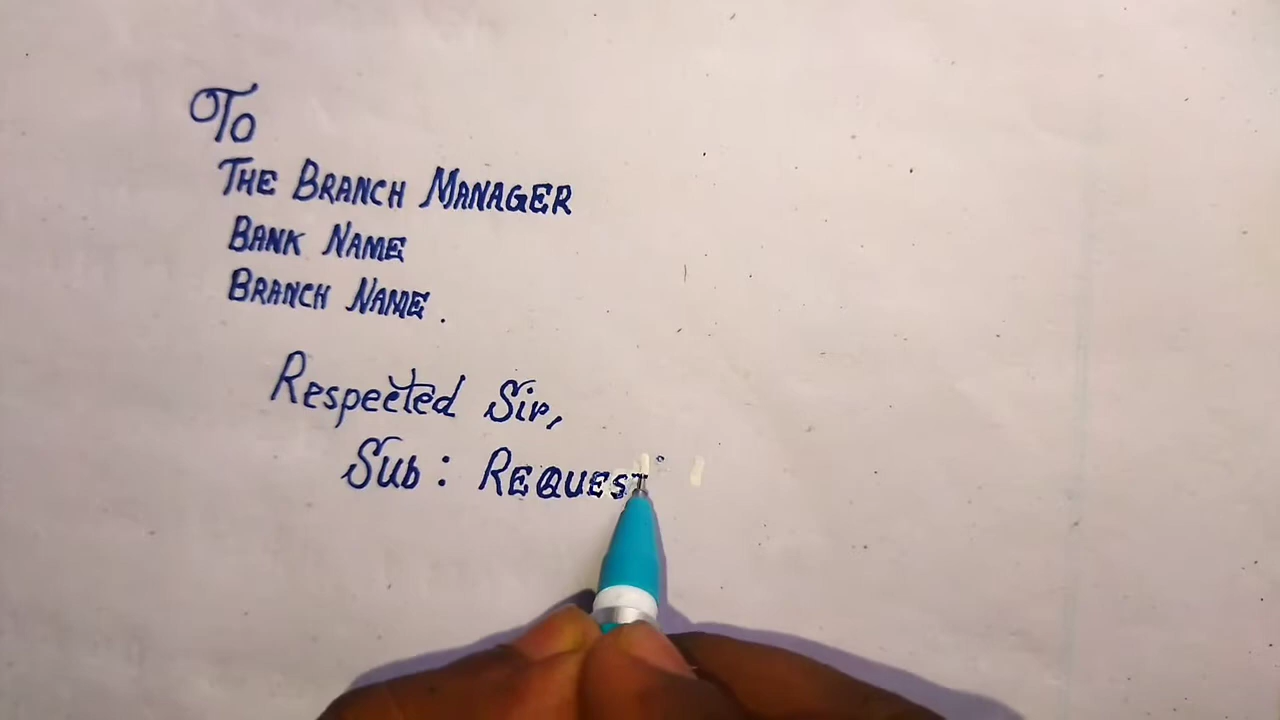 To
THE BRANCH MANAGER
BANK NAME
BRANCH NAME.
Respected Sir,
Sub: REQUEST